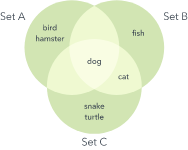 Set A
Set B
bird
hamster
fish
dog
cat
snake
turtle
Set C